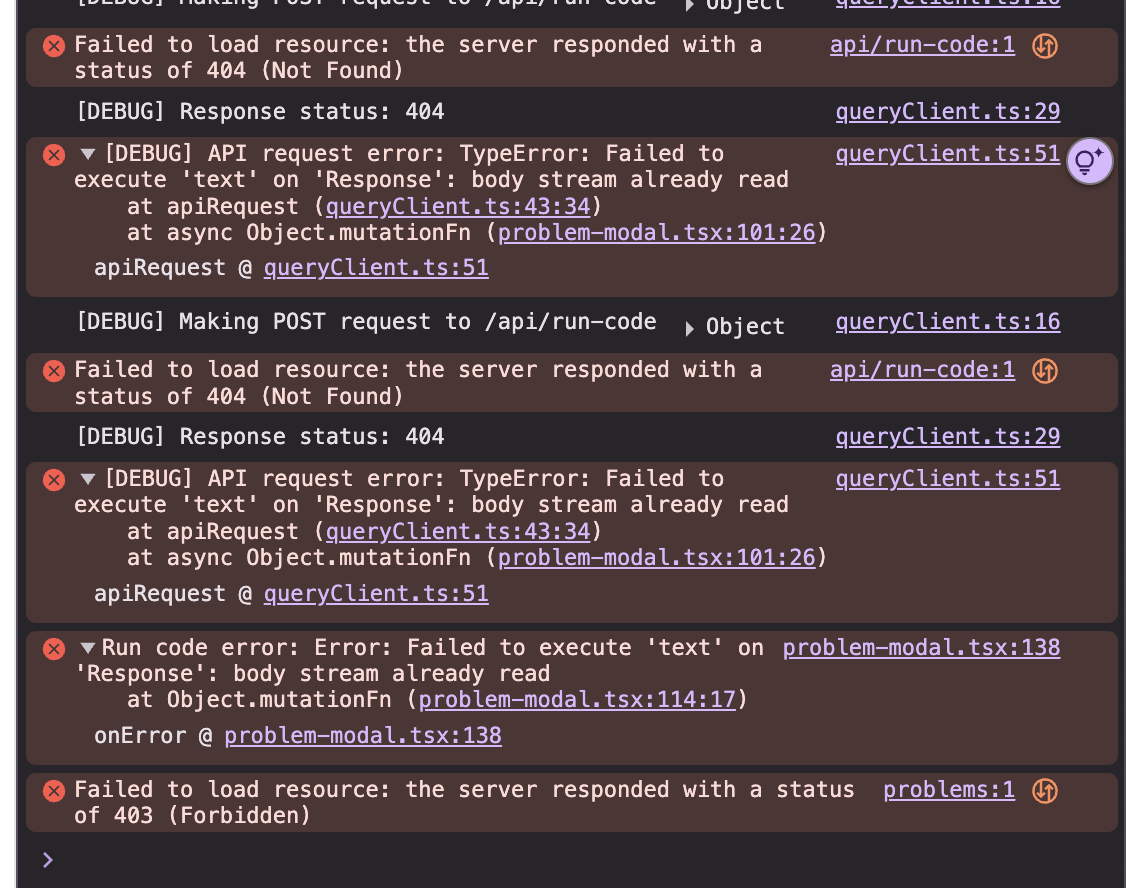 [DEBUG] Making POST request to /api/run-code Object queryClient.ts:16
Failed to load resource: the server responded with a api/run-code:1
status of 404 (Not Found)
[DEBUG] Response status: 404 queryClient.ts:29
[DEBUG] API request error: TypeError: Failed to queryClient.ts:51
execute 'text' on 'Response': body stream already read
at apiRequest (queryClient.ts:43:34)
at async Object.mutationFn (problem-modal.tsx:101:26)
apiRequest @ queryClient.ts:51
[DEBUG] Making POST request to /api/run-code Object queryClient.ts:16
Failed to load resource: the server responded with a api/run-code:1
status of 404 (Not Found)
[DEBUG] Response status: 404 queryClient.ts:29
[DEBUG] API request error: TypeError: Failed to queryClient.ts:51
execute 'text' on 'Response': body stream already read
at apiRequest (queryClient.ts:43:34)
at async Object.mutationFn (problem-modal.tsx:101:26)
apiRequest @ queryClient.ts:51
Run code error: Error: Failed to execute 'text' on problem-modal.tsx:138
'Response': body stream already read
at Object.mutationFn (problem-modal.tsx:114:17)
onError @ problem-modal.tsx:138
Failed to load resource: the server responded with a status problems:1
of 403 (Forbidden)